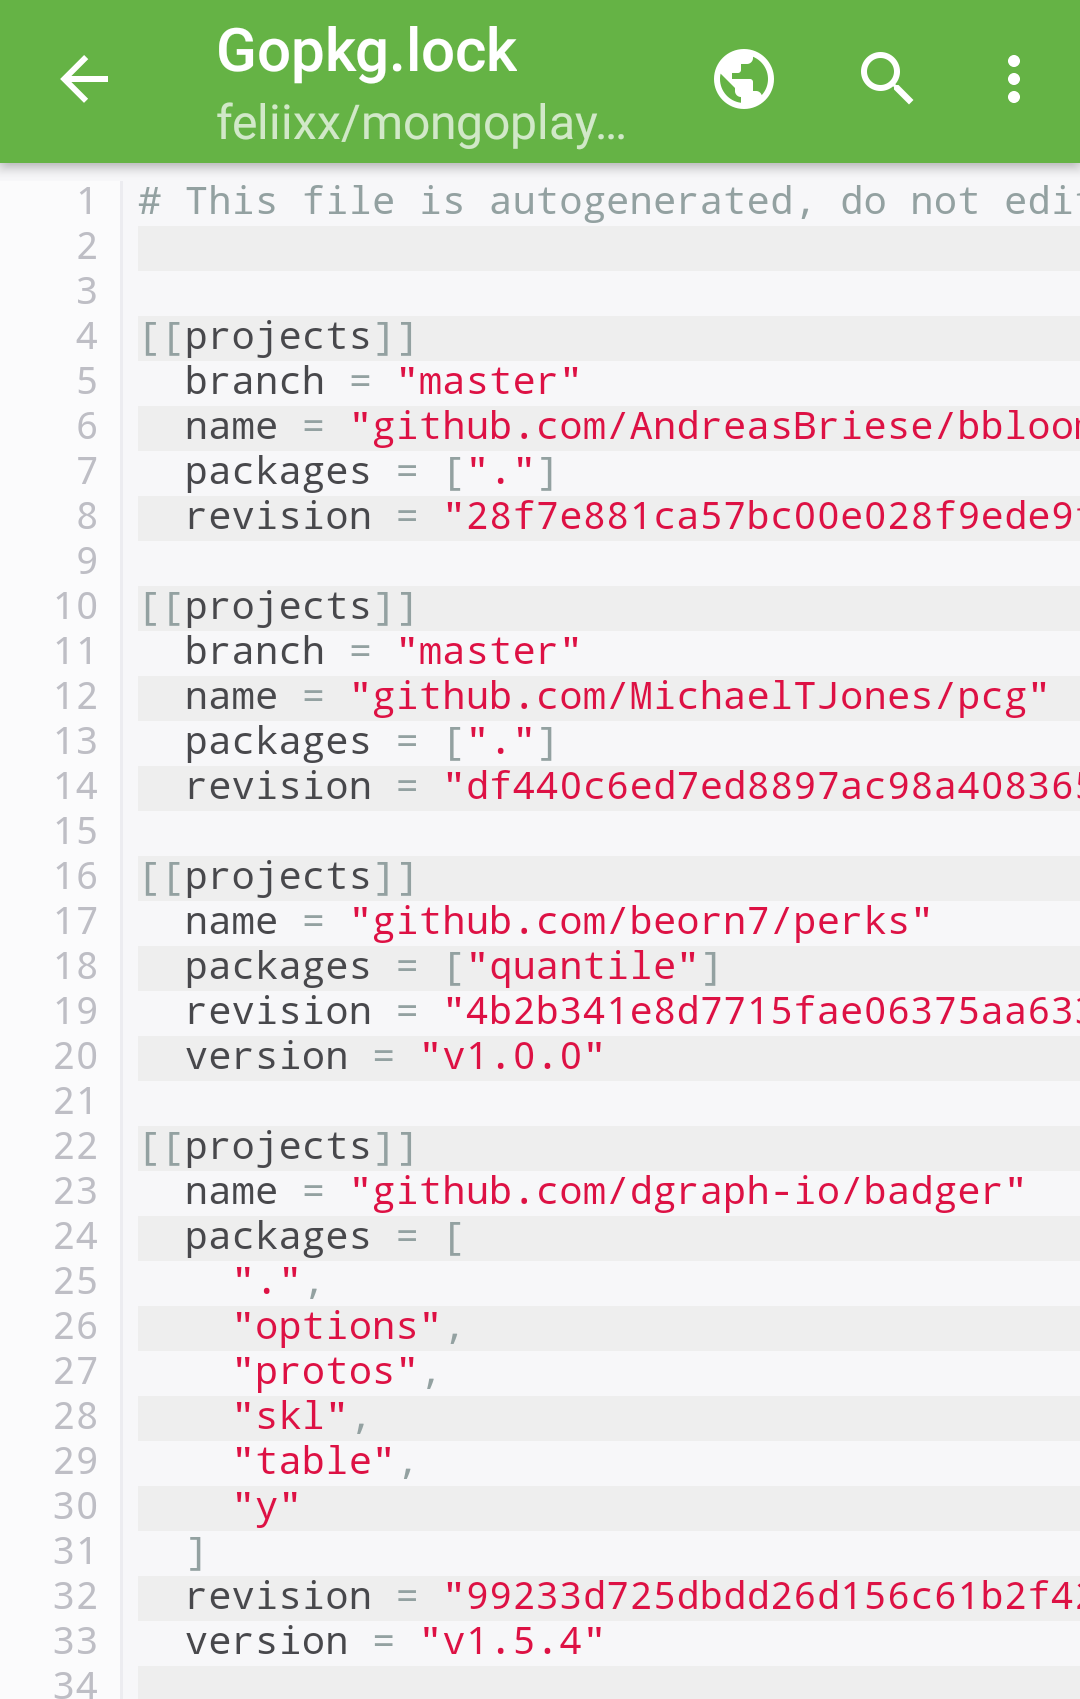 Gopkg.lock
feliixx/mongoplay...
1 # This file is autogenerated, do not edi
2
3
4 [[projects]]
5   branch = "master"
6   name = "github.com/AndreasBriese/bbloo
7   packages = ["."]
8   revision = "28f7e881ca57bc00e028f9ede9
9
10 [[projects]]
11   branch = "master"
12   name = "github.com/MichaelTJones/pcg"
13   packages = ["."]
14   revision = "df440c6ed7ed8897ac98a408365
15
16 [[projects]]
17   name = "github.com/beorn7/perks"
18   packages = ["quantile"]
19   revision = "4b2b341e8d7715fae06375aa633
20   version = "v1.0.0"
21
22 [[projects]]
23   name = "github.com/dgraph-io/badger"
24   packages = [
25     ".",
26     "options",
27     "protos",
28     "skl",
29     "table",
30     "y"
31   ]
32   revision = "99233d725dbdd26d156c61b2f42
33   version = "v1.5.4"
34